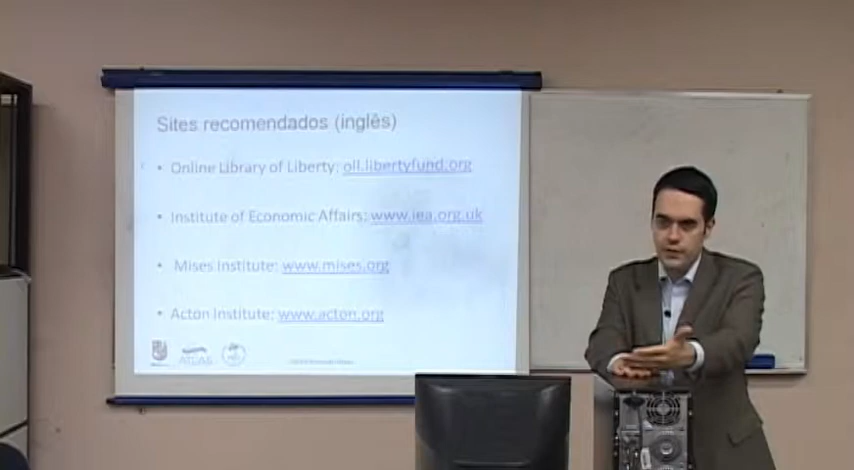 Sites recomendados (inglês)
• Online Library of Liberty: oll.libertyfund.org
• Institute of Economic Affairs: www.iea.org.uk
• Mises Institute: www.mises.org
• Acton Institute: www.acton.org